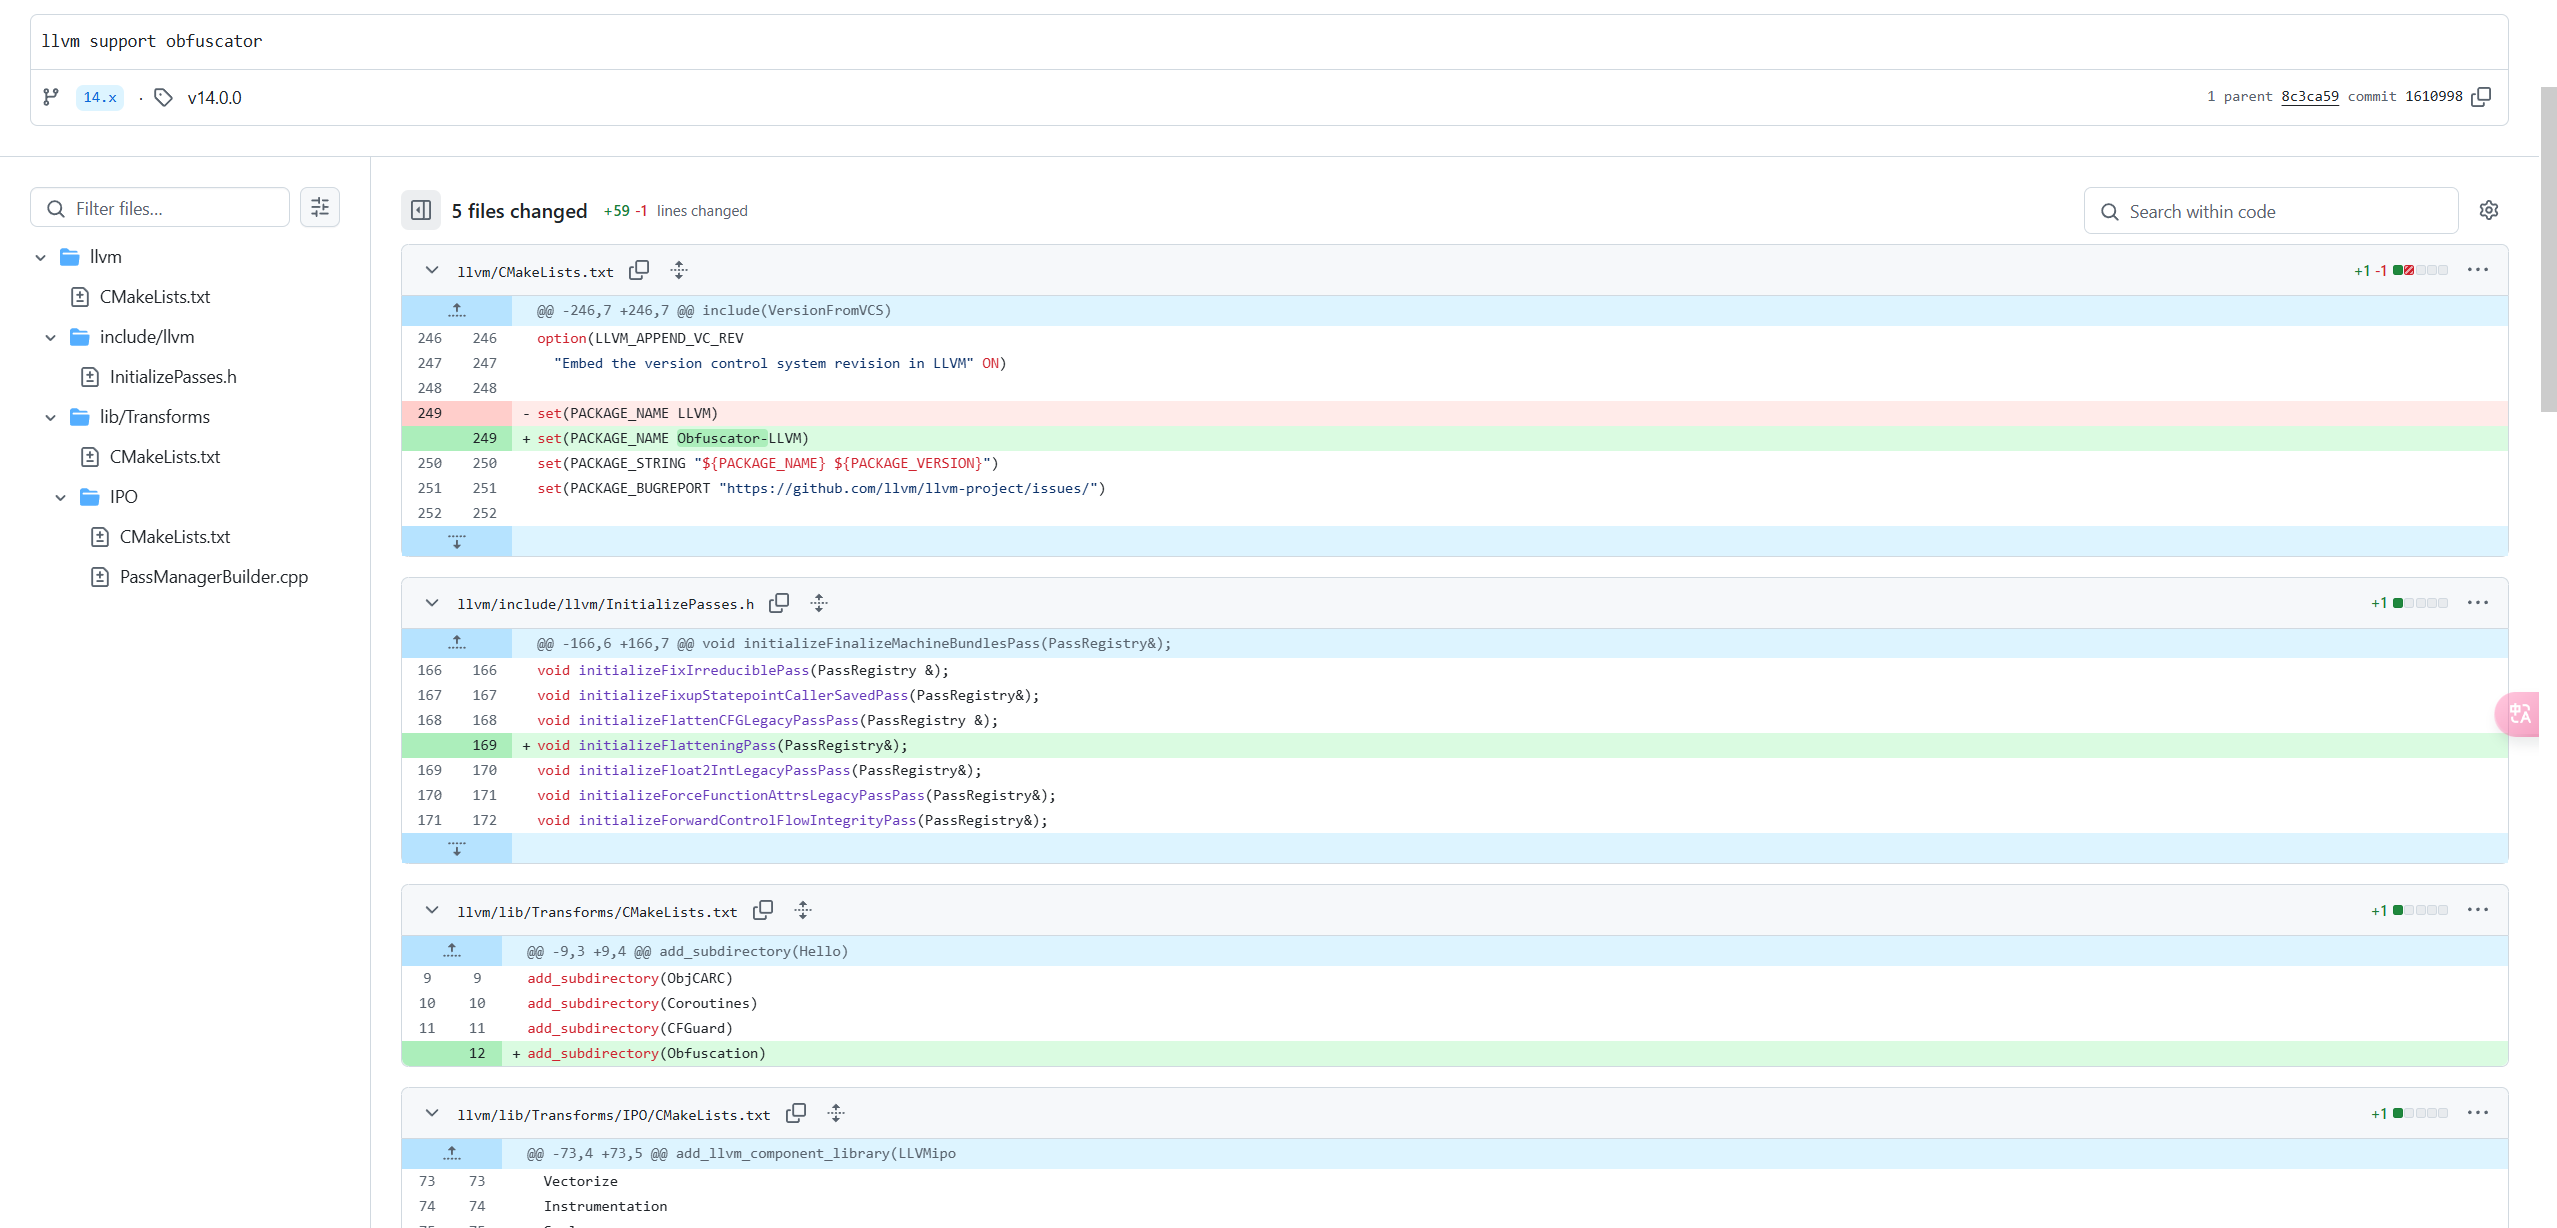 llvm support obfuscator
14.x · v14.0.0
1 parent 8c3ca59 commit 1610998
Filter files...
llvm
CMakeLists.txt
include/llvm
InitializePasses.h
lib/Transforms
CMakeLists.txt
IPO
CMakeLists.txt
PassManagerBuilder.cpp
5 files changed +59 -1 lines changed
Search within code
llvm/CMakeLists.txt +1 -1
@@ -246,7 +246,7 @@ include(VersionFromVCS)
246 246 option(LLVM_APPEND_VC_REV
247 247 "Embed the version control system revision in LLVM" ON)
248 248
249 - set(PACKAGE_NAME LLVM)
249 + set(PACKAGE_NAME Obfuscator-LLVM)
250 250 set(PACKAGE_STRING "${PACKAGE_NAME} ${PACKAGE_VERSION}")
251 251 set(PACKAGE_BUGREPORT "https://github.com/llvm/llvm-project/issues/")
252 252
llvm/include/llvm/InitializePasses.h +1
@@ -166,6 +166,7 @@ void initializeFinalizeMachineBundlesPass(PassRegistry&);
166 166 void initializeFixIrreduciblePass(PassRegistry &);
167 167 void initializeFixupStatepointCallerSavedPass(PassRegistry&);
168 168 void initializeFlattenCFGLegacyPassPass(PassRegistry &);
169 + void initializeFlatteningPass(PassRegistry&);
169 170 void initializeFloat2IntLegacyPassPass(PassRegistry&);
170 171 void initializeForceFunctionAttrsLegacyPassPass(PassRegistry&);
171 172 void initializeForwardControlFlowIntegrityPass(PassRegistry&);
llvm/lib/Transforms/CMakeLists.txt +1
@@ -9,3 +9,4 @@ add_subdirectory(Hello)
9 9 add_subdirectory(ObjCARC)
10 10 add_subdirectory(Coroutines)
11 11 add_subdirectory(CFGuard)
12 + add_subdirectory(Obfuscation)
llvm/lib/Transforms/IPO/CMakeLists.txt +1
@@ -73,4 +73,5 @@ add_llvm_component_library(LLVMipo
73 73 Vectorize
74 74 Instrumentation